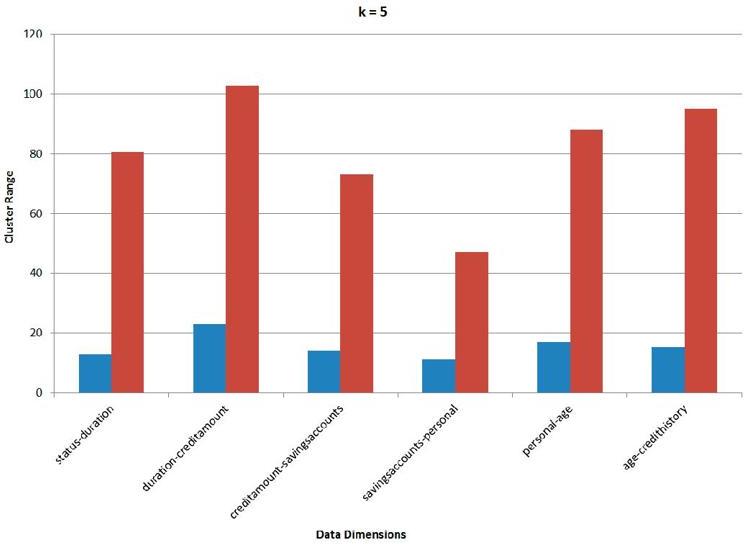 k = 5
120
100
80
60
40
20
0
Cluster Range
status-duration
duration-creditamount
creditamount-savingsaccounts
savingsaccounts-personal
personal-age
age-credithistory
Data Dimensions